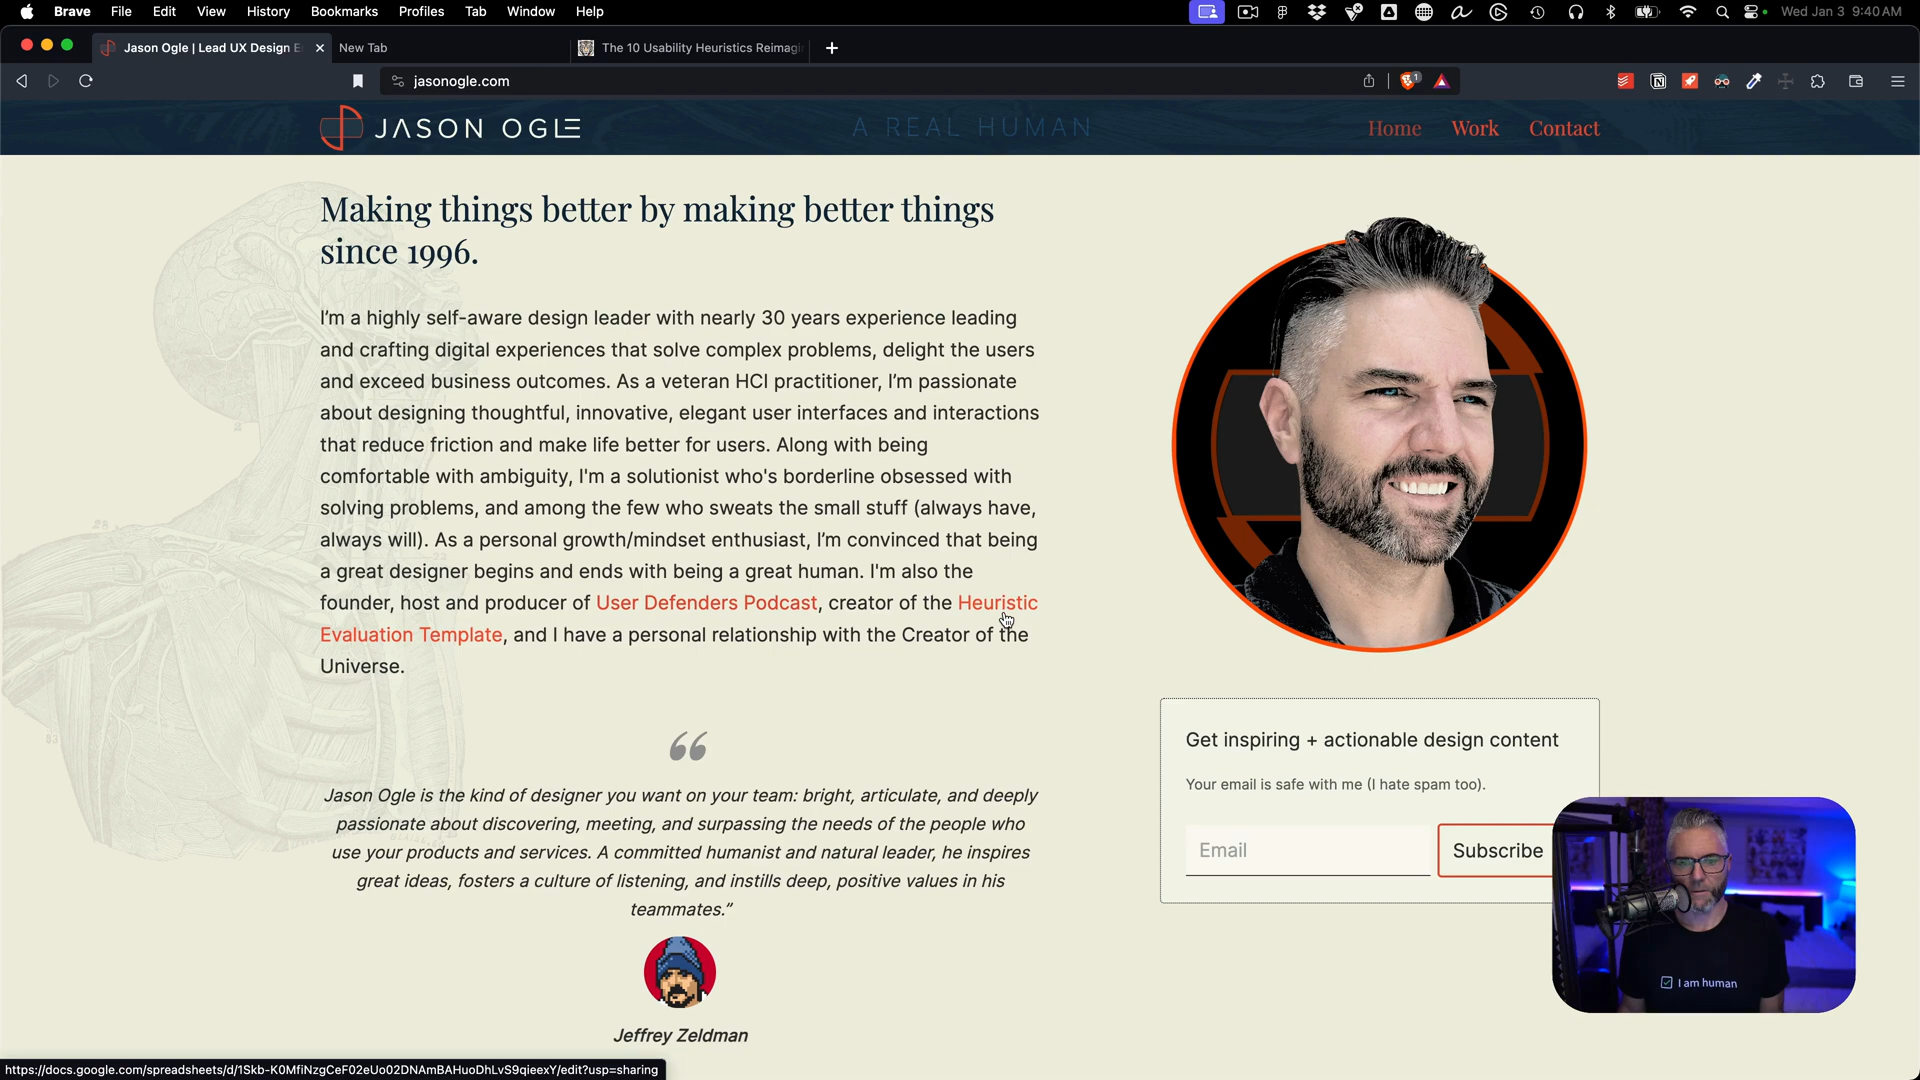 Brave File Edit View History Bookmarks Profiles Tab Window Help Wed Jan 3 9:40 AM
Jason Ogle | Lead UX Design E New Tab The 10 Usability Heuristics Reimagi
jasonogle.com 1
JASON OGLE A REAL HUMAN Home Work Contact
Making things better by making better things
since 1996.
I’m a highly self-aware design leader with nearly 30 years experience leading
and crafting digital experiences that solve complex problems, delight the users
and exceed business outcomes. As a veteran HCI practitioner, I’m passionate
about designing thoughtful, innovative, elegant user interfaces and interactions
that reduce friction and make life better for users. Along with being
comfortable with ambiguity, I'm a solutionist who's borderline obsessed with
solving problems, and among the few who sweats the small stuff (always have,
always will). As a personal growth/mindset enthusiast, I’m convinced that being
a great designer begins and ends with being a great human. I'm also the
founder, host and producer of User Defenders Podcast, creator of the Heuristic
Evaluation Template, and I have a personal relationship with the Creator of the
Universe.
“
Jason Ogle is the kind of designer you want on your team: bright, articulate, and deeply
passionate about discovering, meeting, and surpassing the needs of the people who
use your products and services. A committed humanist and natural leader, he inspires
great ideas, fosters a culture of listening, and instills deep, positive values in his
teammates.”
Jeffrey Zeldman
Get inspiring + actionable design content
Your email is safe with me (I hate spam too).
Email Subscribe
I am human
https://docs.google.com/spreadsheets/d/1Skb-K0MfiNzgCeF02eUo02DNAmBAHuoDhLvS9qieexY/edit?usp=sharing